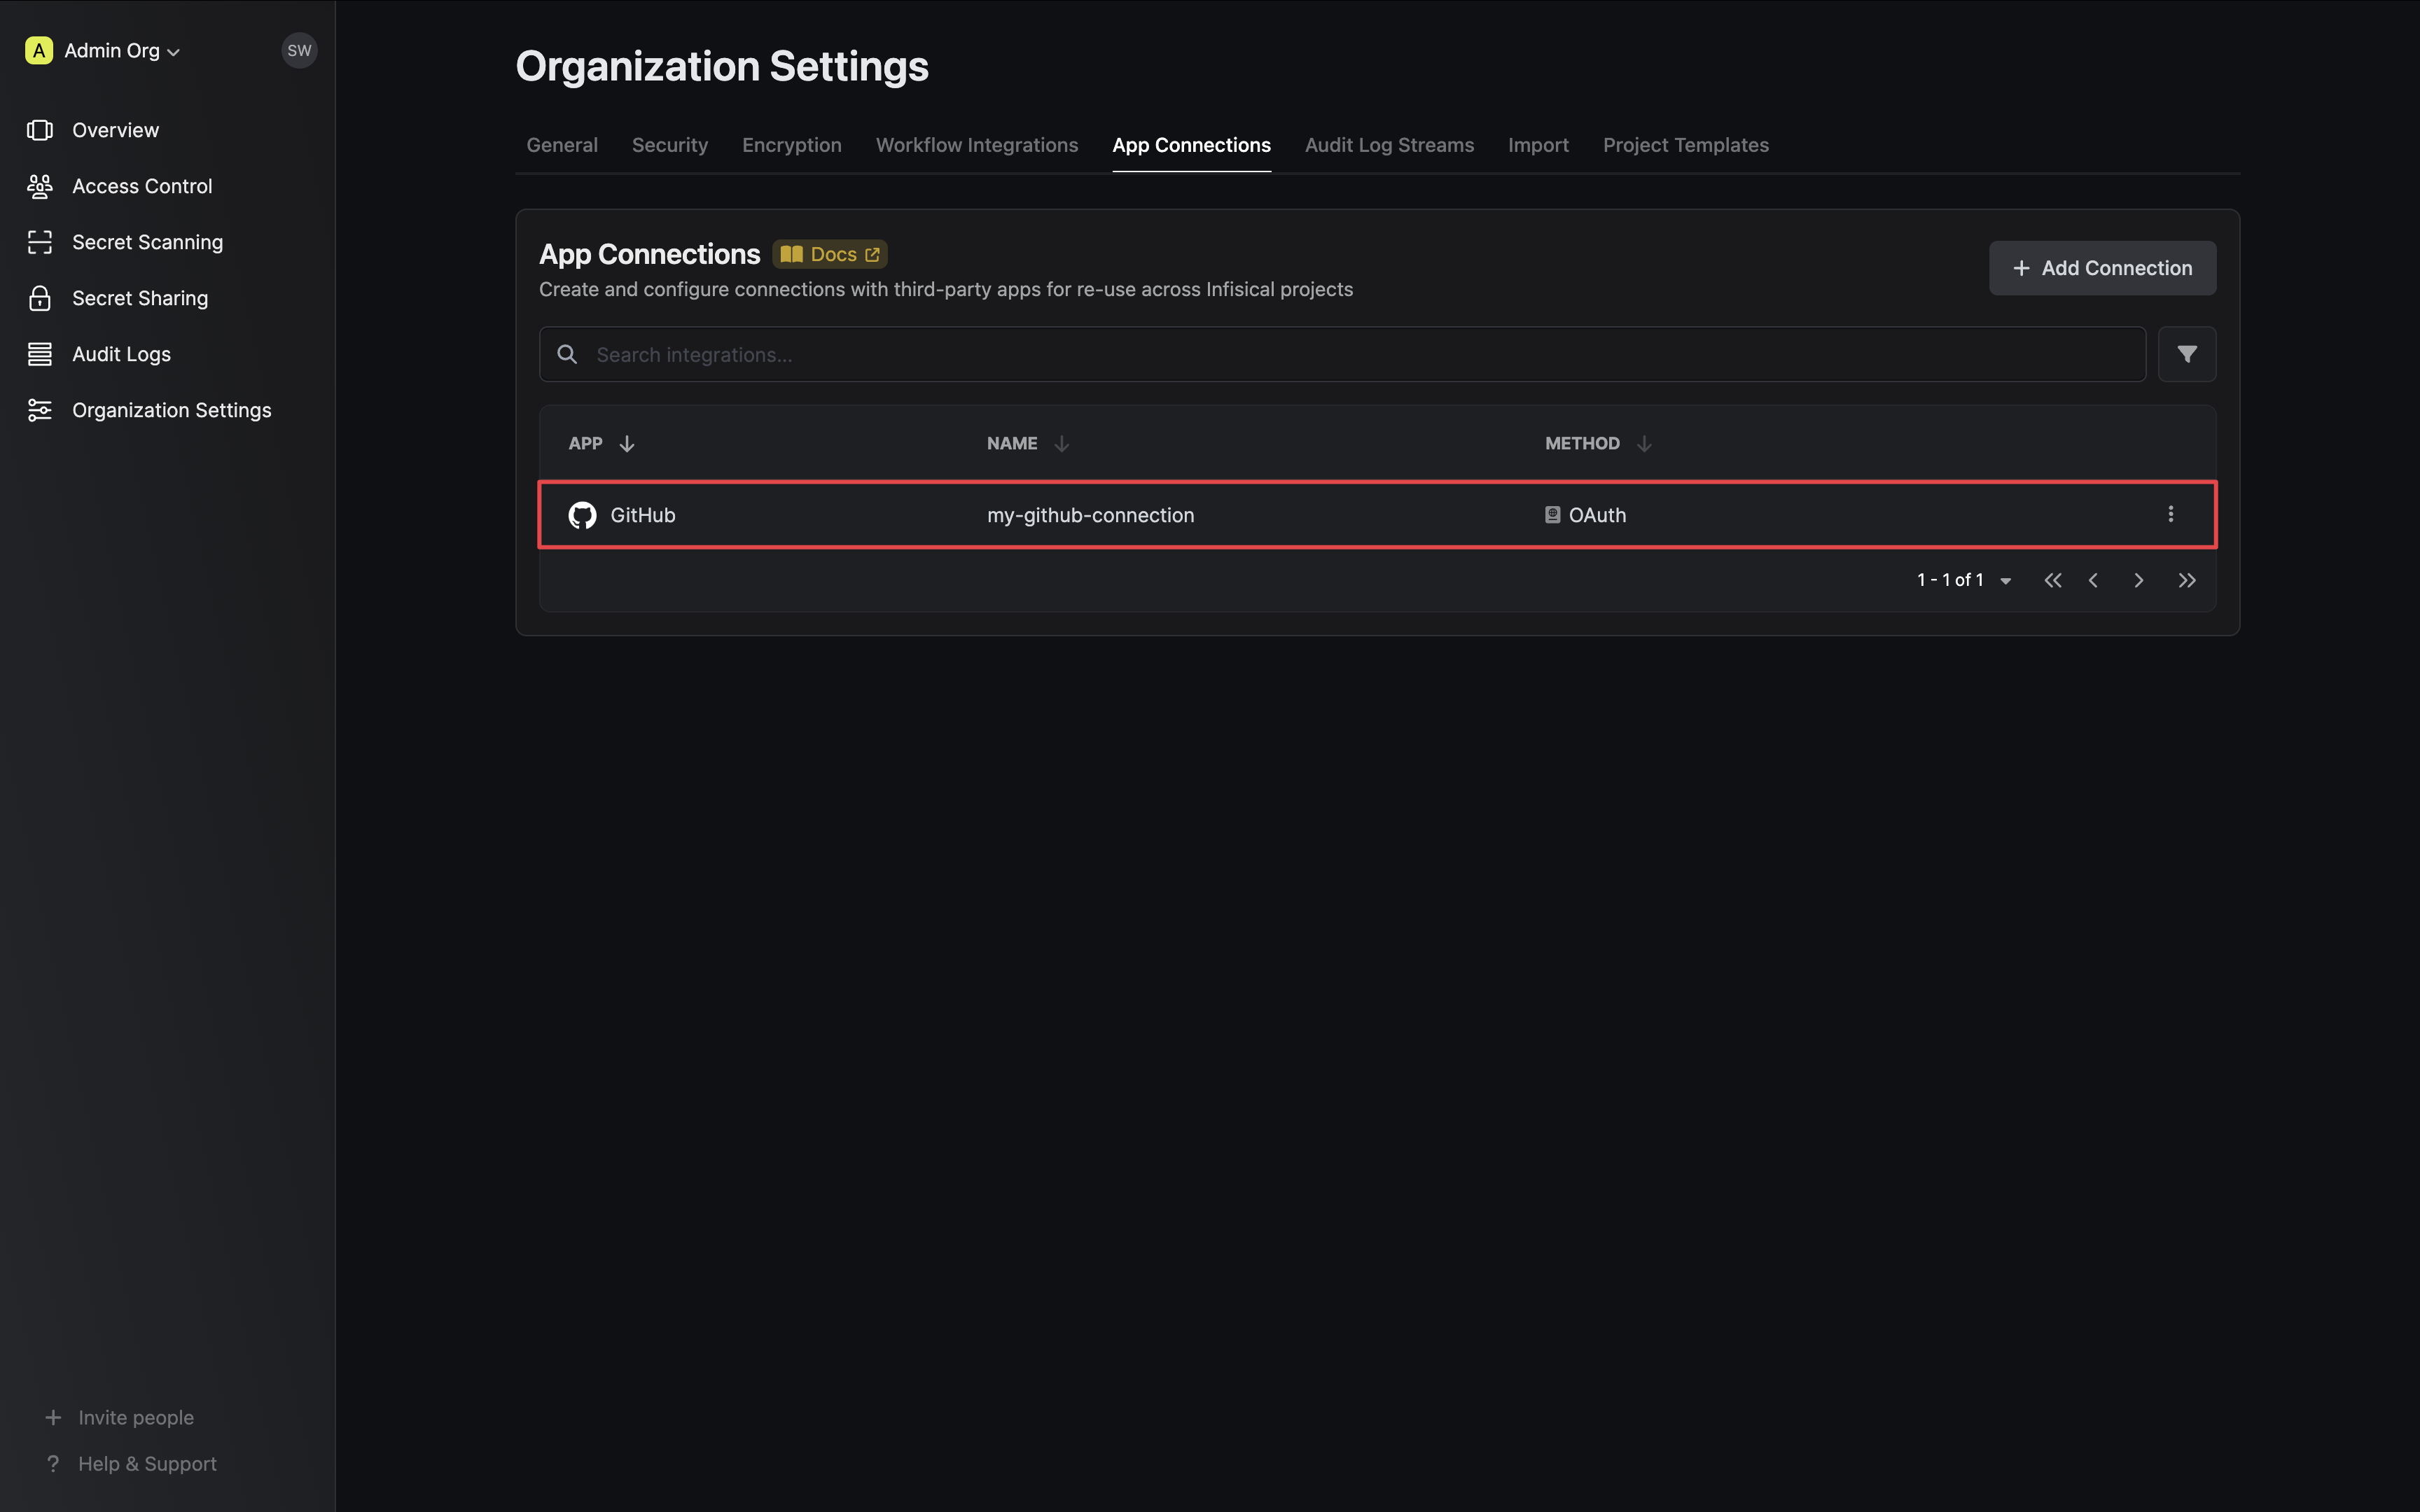 A Admin Org
SW
Overview
Access Control
Secret Scanning
Secret Sharing
Audit Logs
Organization Settings
+ Invite people
? Help & Support
Organization Settings
General Security Encryption Workflow Integrations App Connections Audit Log Streams Import Project Templates
App Connections Docs
Create and configure connections with third-party apps for re-use across Infisical projects
+ Add Connection
Search integrations...
APP NAME METHOD
GitHub my-github-connection OAuth
1 - 1 of 1